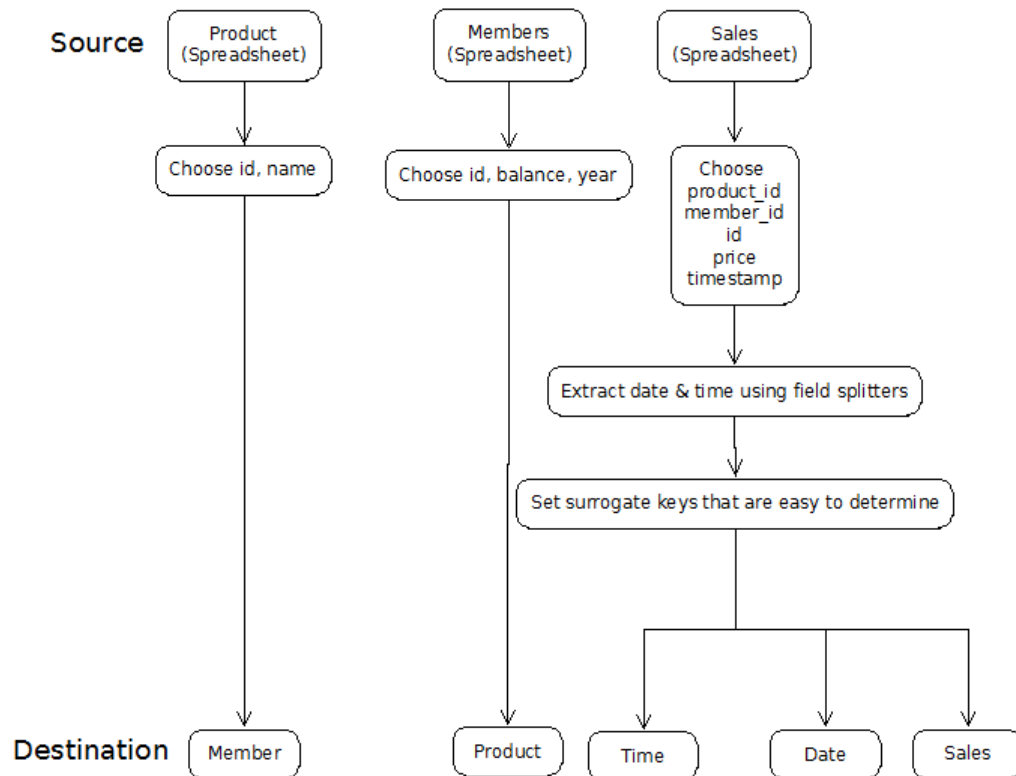 Source
Product
(Spreadsheet)
Members
(Spreadsheet)
Sales
(Spreadsheet)
Choose id, name
Choose id, balance, year
Choose
product_id
member_id
id
price
timestamp
Extract date & time using field splitters
Set surrogate keys that are easy to determine
Destination
Member
Product
Time
Date
Sales